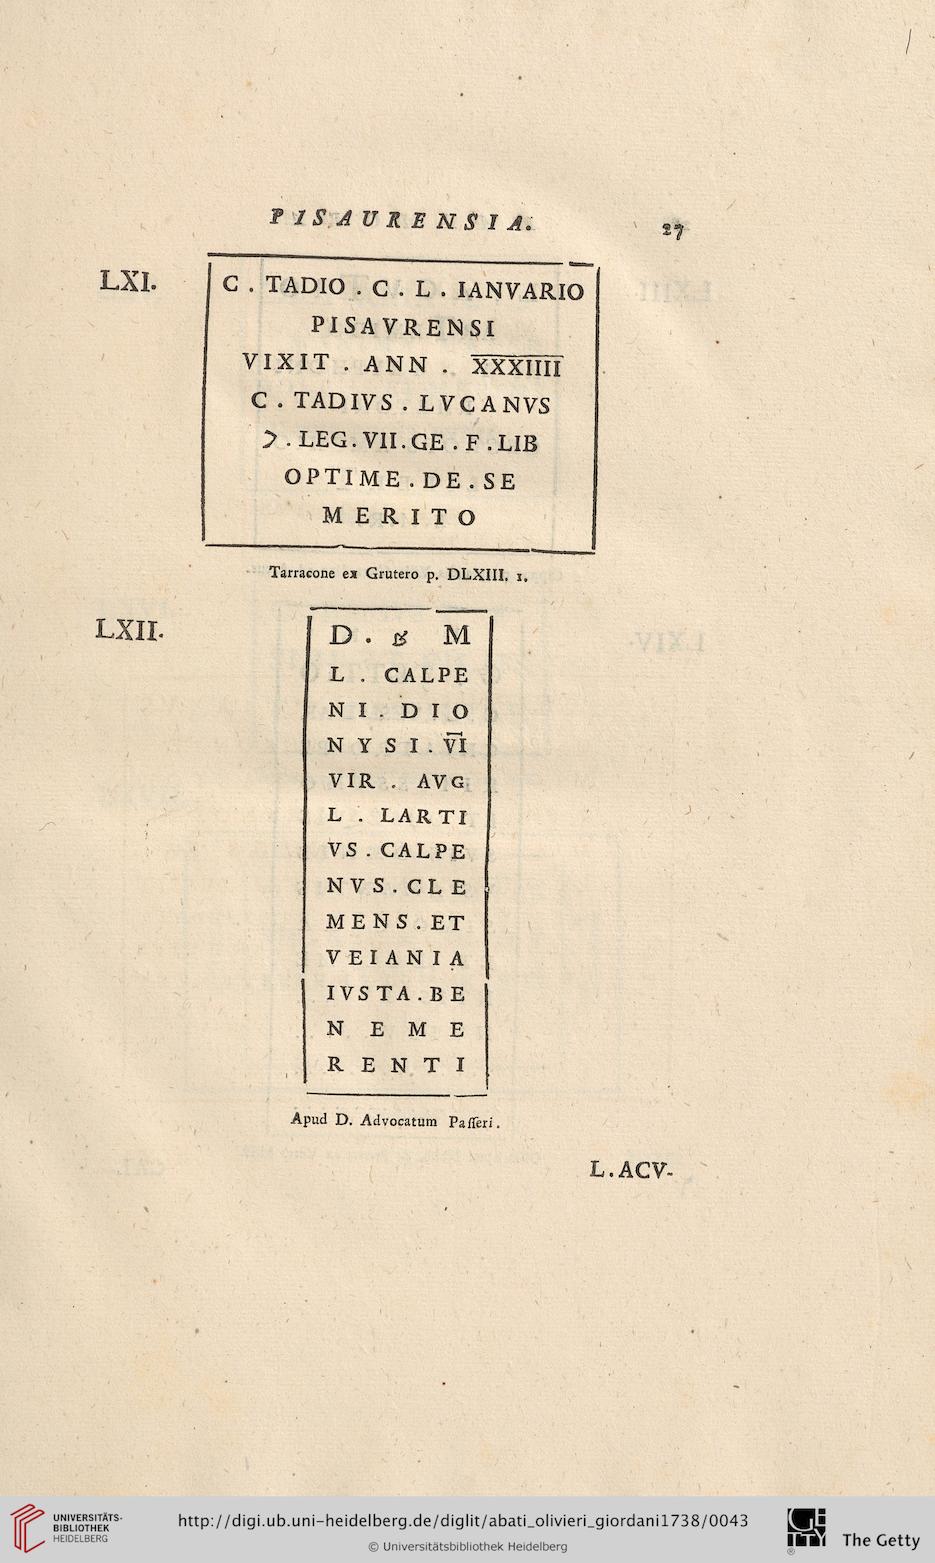 PISAURENSIA. 27
LXI.
C . TADIO . C . L . IANVARIO
PISAVRENSI
VIXIT . ANN . XXXIIII
C . TADIVS . LVCANVS
Ɔ . LEG . VII . GE . F . LIB
OPTIME . DE . SE
MERITO
Tarracone ex Grutero p. DLXIII. 1.
LXII.
D . M
L . CALPE
NI . DIO
NYSI . VI
VIR . AVG
L . LARTI
VS . CALPE
NVS . CLE
MENS . ET
VEIANIA
IVSTA . BE
NEME
RENTI
Apud D. Advocatum Paſſeri.
L. ACV-
UNIVERSITÄTS-
BIBLIOTHEK
HEIDELBERG
http://digi.ub.uni-heidelberg.de/diglit/abati_olivieri_giordani1738/0043
© Universitätsbibliothek Heidelberg
GETTY
The Getty